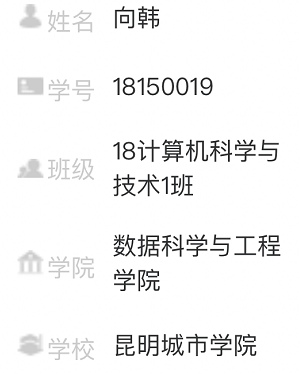 姓名 向韩
学号 18150019
班级 18计算机科学与
技术1班
学院 数据科学与工程
学院
学校 昆明城市学院